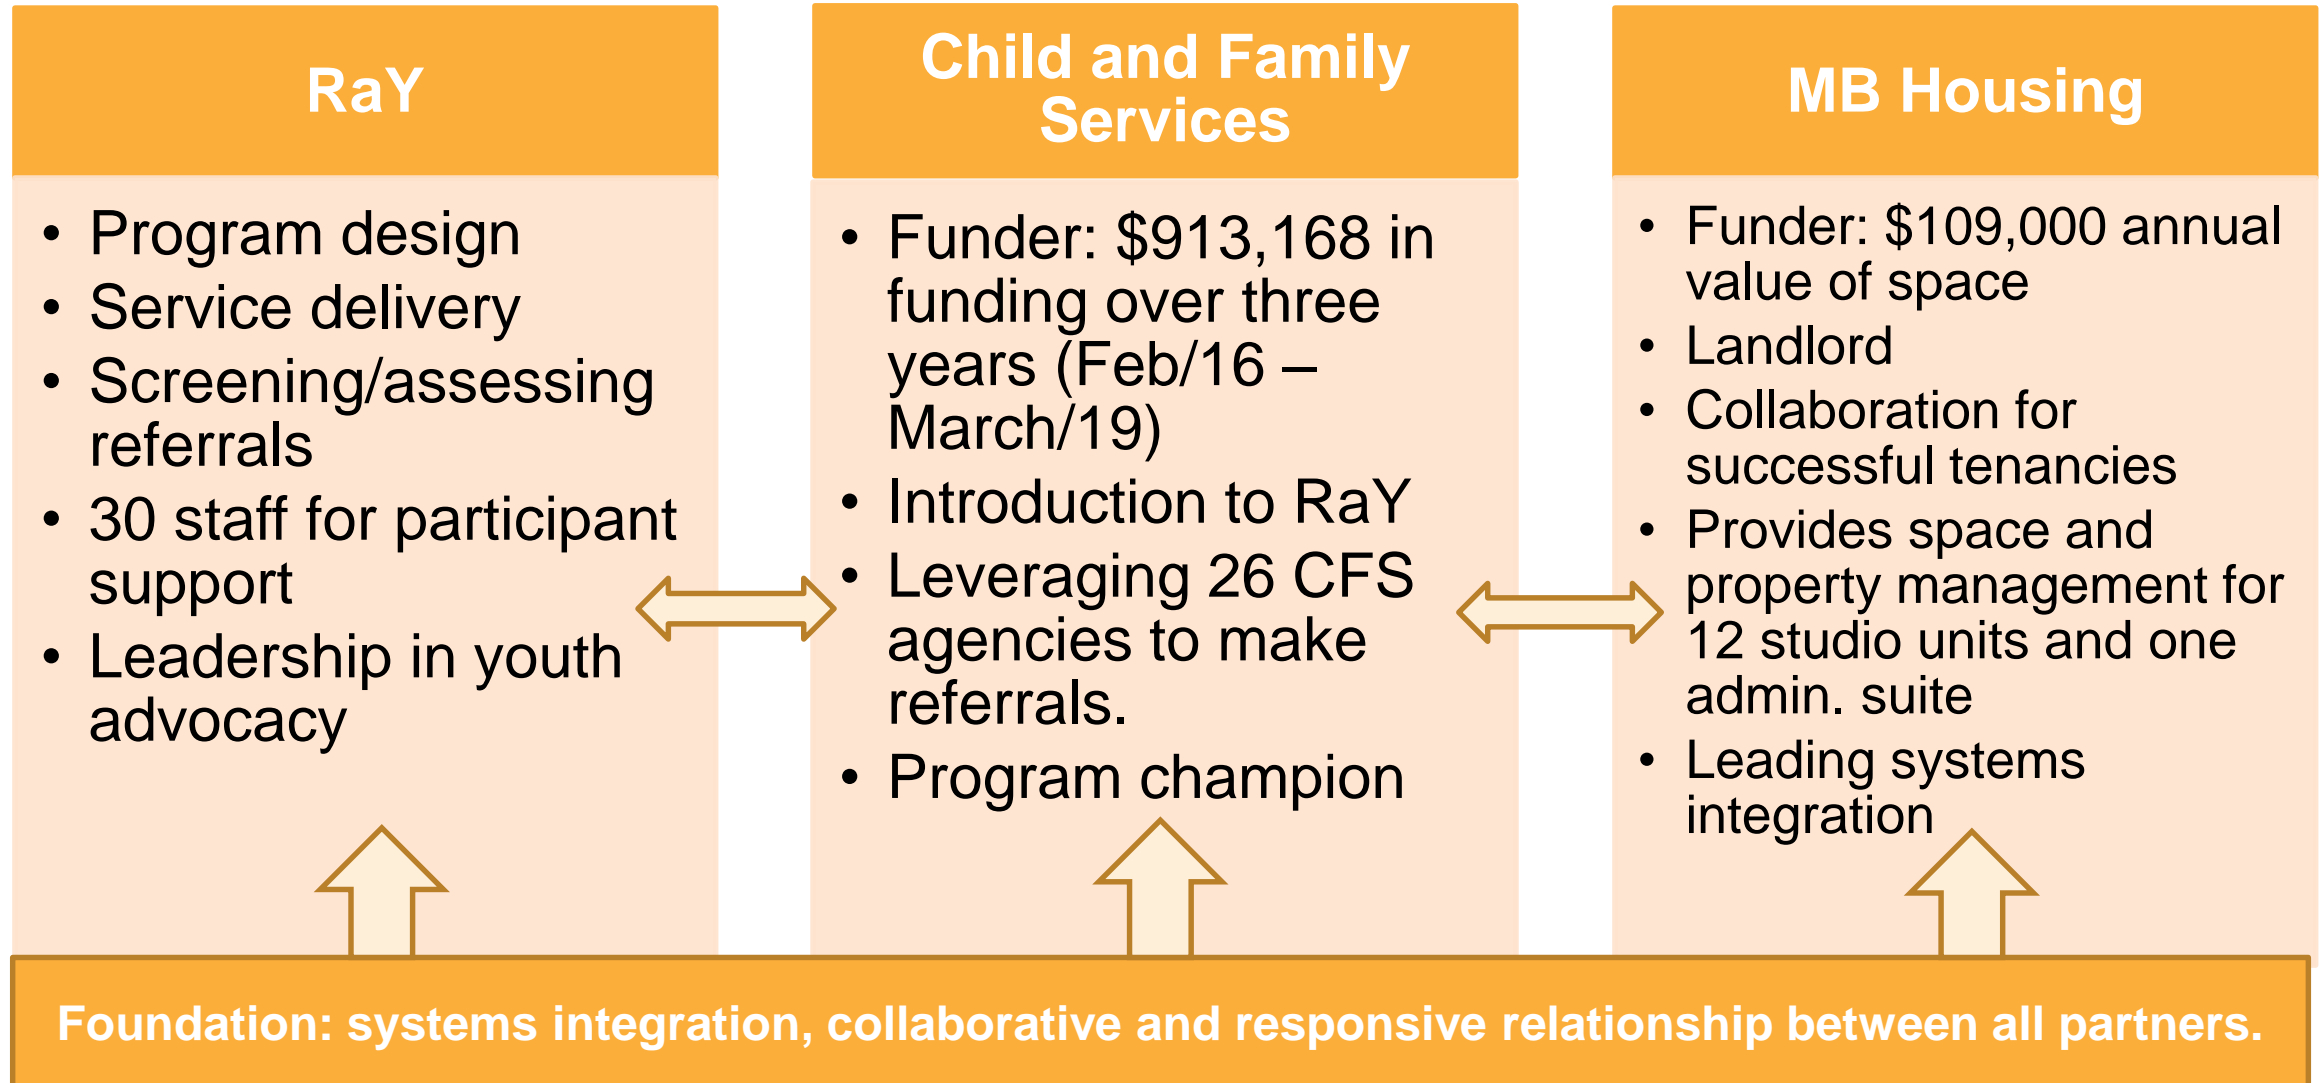 RaY
• Program design
• Service delivery
• Screening/assessing
referrals
• 30 staff for participant
support
• Leadership in youth
advocacy
Child and Family
Services
• Funder: $913,168 in
funding over three
years (Feb/16 –
March/19)
• Introduction to RaY
• Leveraging 26 CFS
agencies to make
referrals.
• Program champion
MB Housing
• Funder: $109,000 annual
value of space
• Landlord
• Collaboration for
successful tenancies
• Provides space and
property management for
12 studio units and one
admin. suite
• Leading systems
integration
Foundation: systems integration, collaborative and responsive relationship between all partners.